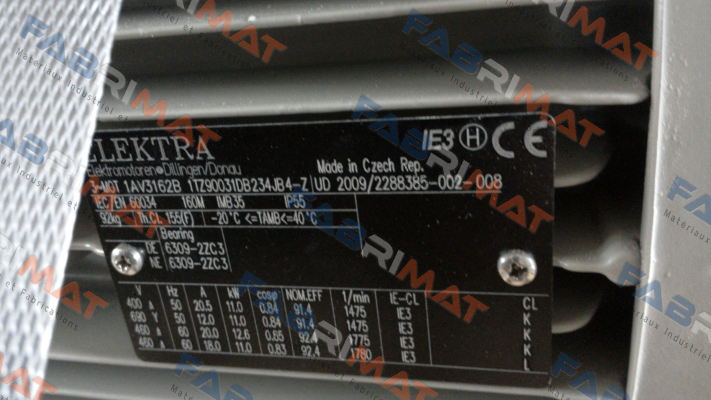 ELEKTRA
IE3 H CE
Elektromotoren Dillingen/Donau
Made in Czech Rep.
3-MOT 1AV3162B 1TZ90031DB234JB4-Z UD 2009/2288385-002-008
IEC/EN 60034 160M IMB35 IP55
92kg Th.Cl. 155(F) -20°C <=TAMB<=40°C
Bearing
DE 6309-2ZC3
NE 6309-2ZC3
V Hz A kW cosφ NOM.EFF 1/min IE-CL CL
400 50 20.5 11.0 0.84 91.4 1475 IE3 K
690 Y 50 12.0 11.0 0.84 91.4 1475 IE3 K
460 60 20.0 12.6 0.85 92.4 1775 IE3 K
460 60 18.0 11.0 0.83 92.4 1780 IE3 L
FABRIMAT
Matériaux Industriels et Fabrications